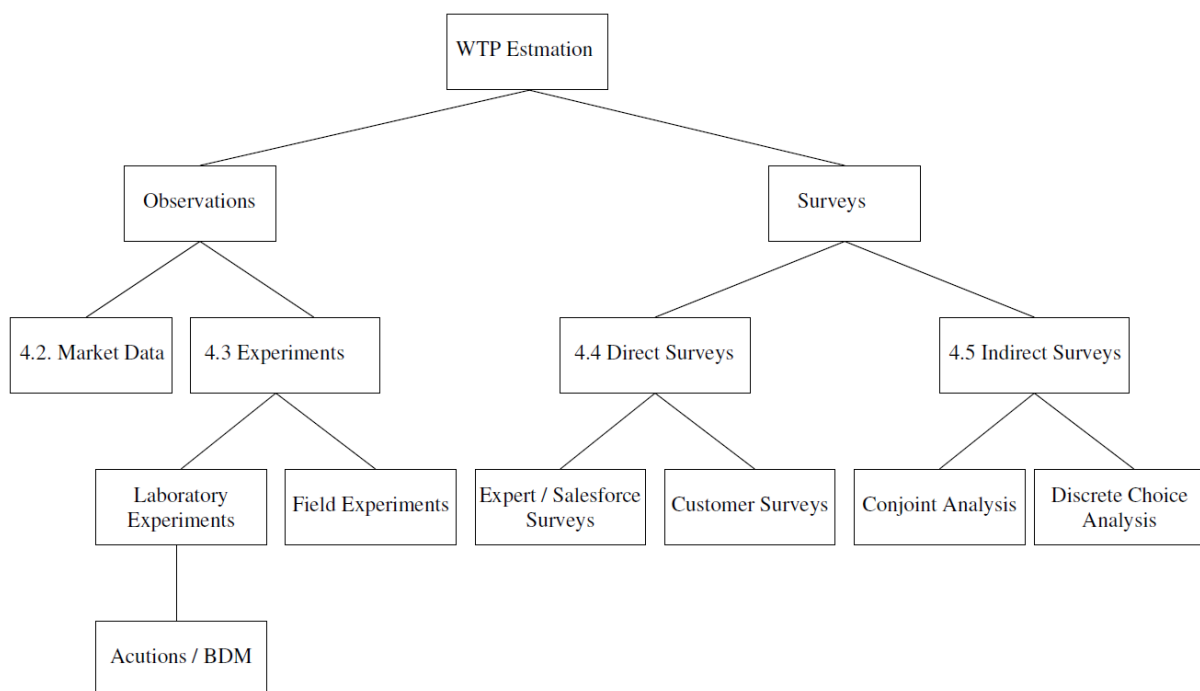 WTP Estmation
Observations
Surveys
4.2. Market Data
4.3 Experiments
4.4 Direct Surveys
4.5 Indirect Surveys
Laboratory
Experiments
Field Experiments
Expert / Salesforce
Surveys
Customer Surveys
Conjoint Analysis
Discrete Choice
Analysis
Acutions / BDM